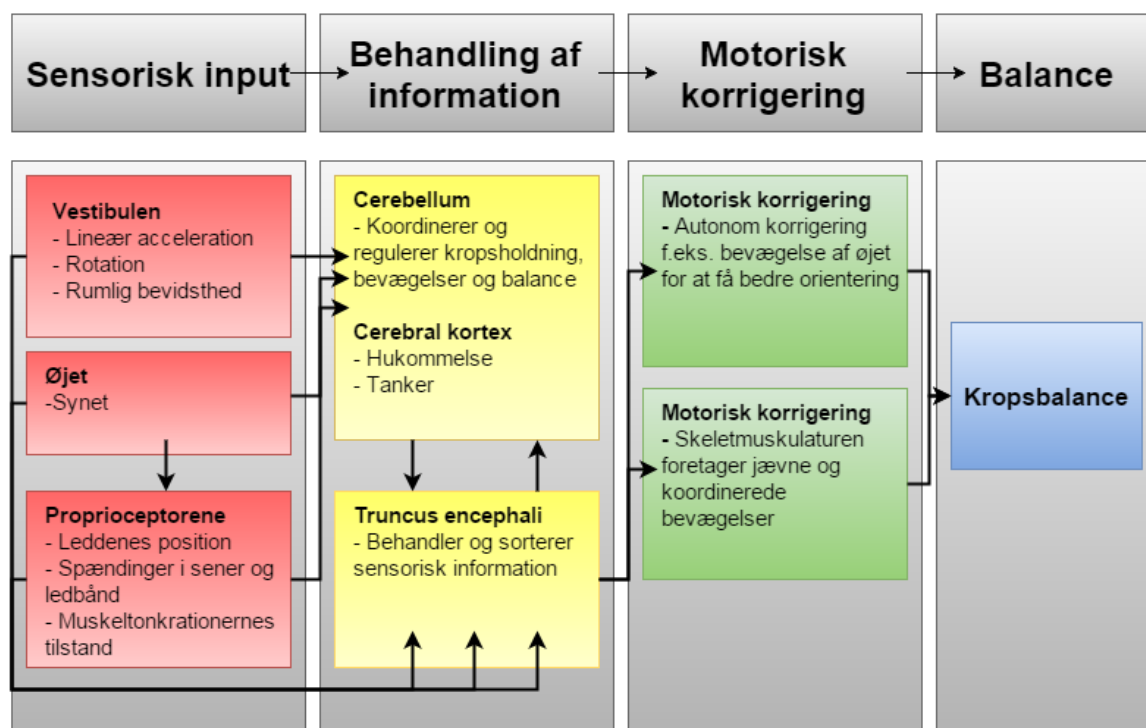 Sensorisk input
Behandling af
information
Motorisk
korrigering
Balance
Vestibulen
- Lineær acceleration
- Rotation
- Rumlig bevidsthed
Øjet
-Synet
Proprioceptorene
- Leddenes position
- Spændinger i sener og
ledbånd
- Muskeltonkrationernes
tilstand
Cerebellum
- Koordinerer og
regulerer kropsholdning,
bevægelser og balance
Cerebral kortex
- Hukommelse
- Tanker
Truncus encephali
- Behandler og sorterer
sensorisk information
Motorisk korrigering
- Autonom korrigering
f.eks. bevægelse af øjet
for at få bedre orientering
Motorisk korrigering
- Skeletmuskulaturen
foretager jævne og
koordinerede
bevægelser
Kropsbalance